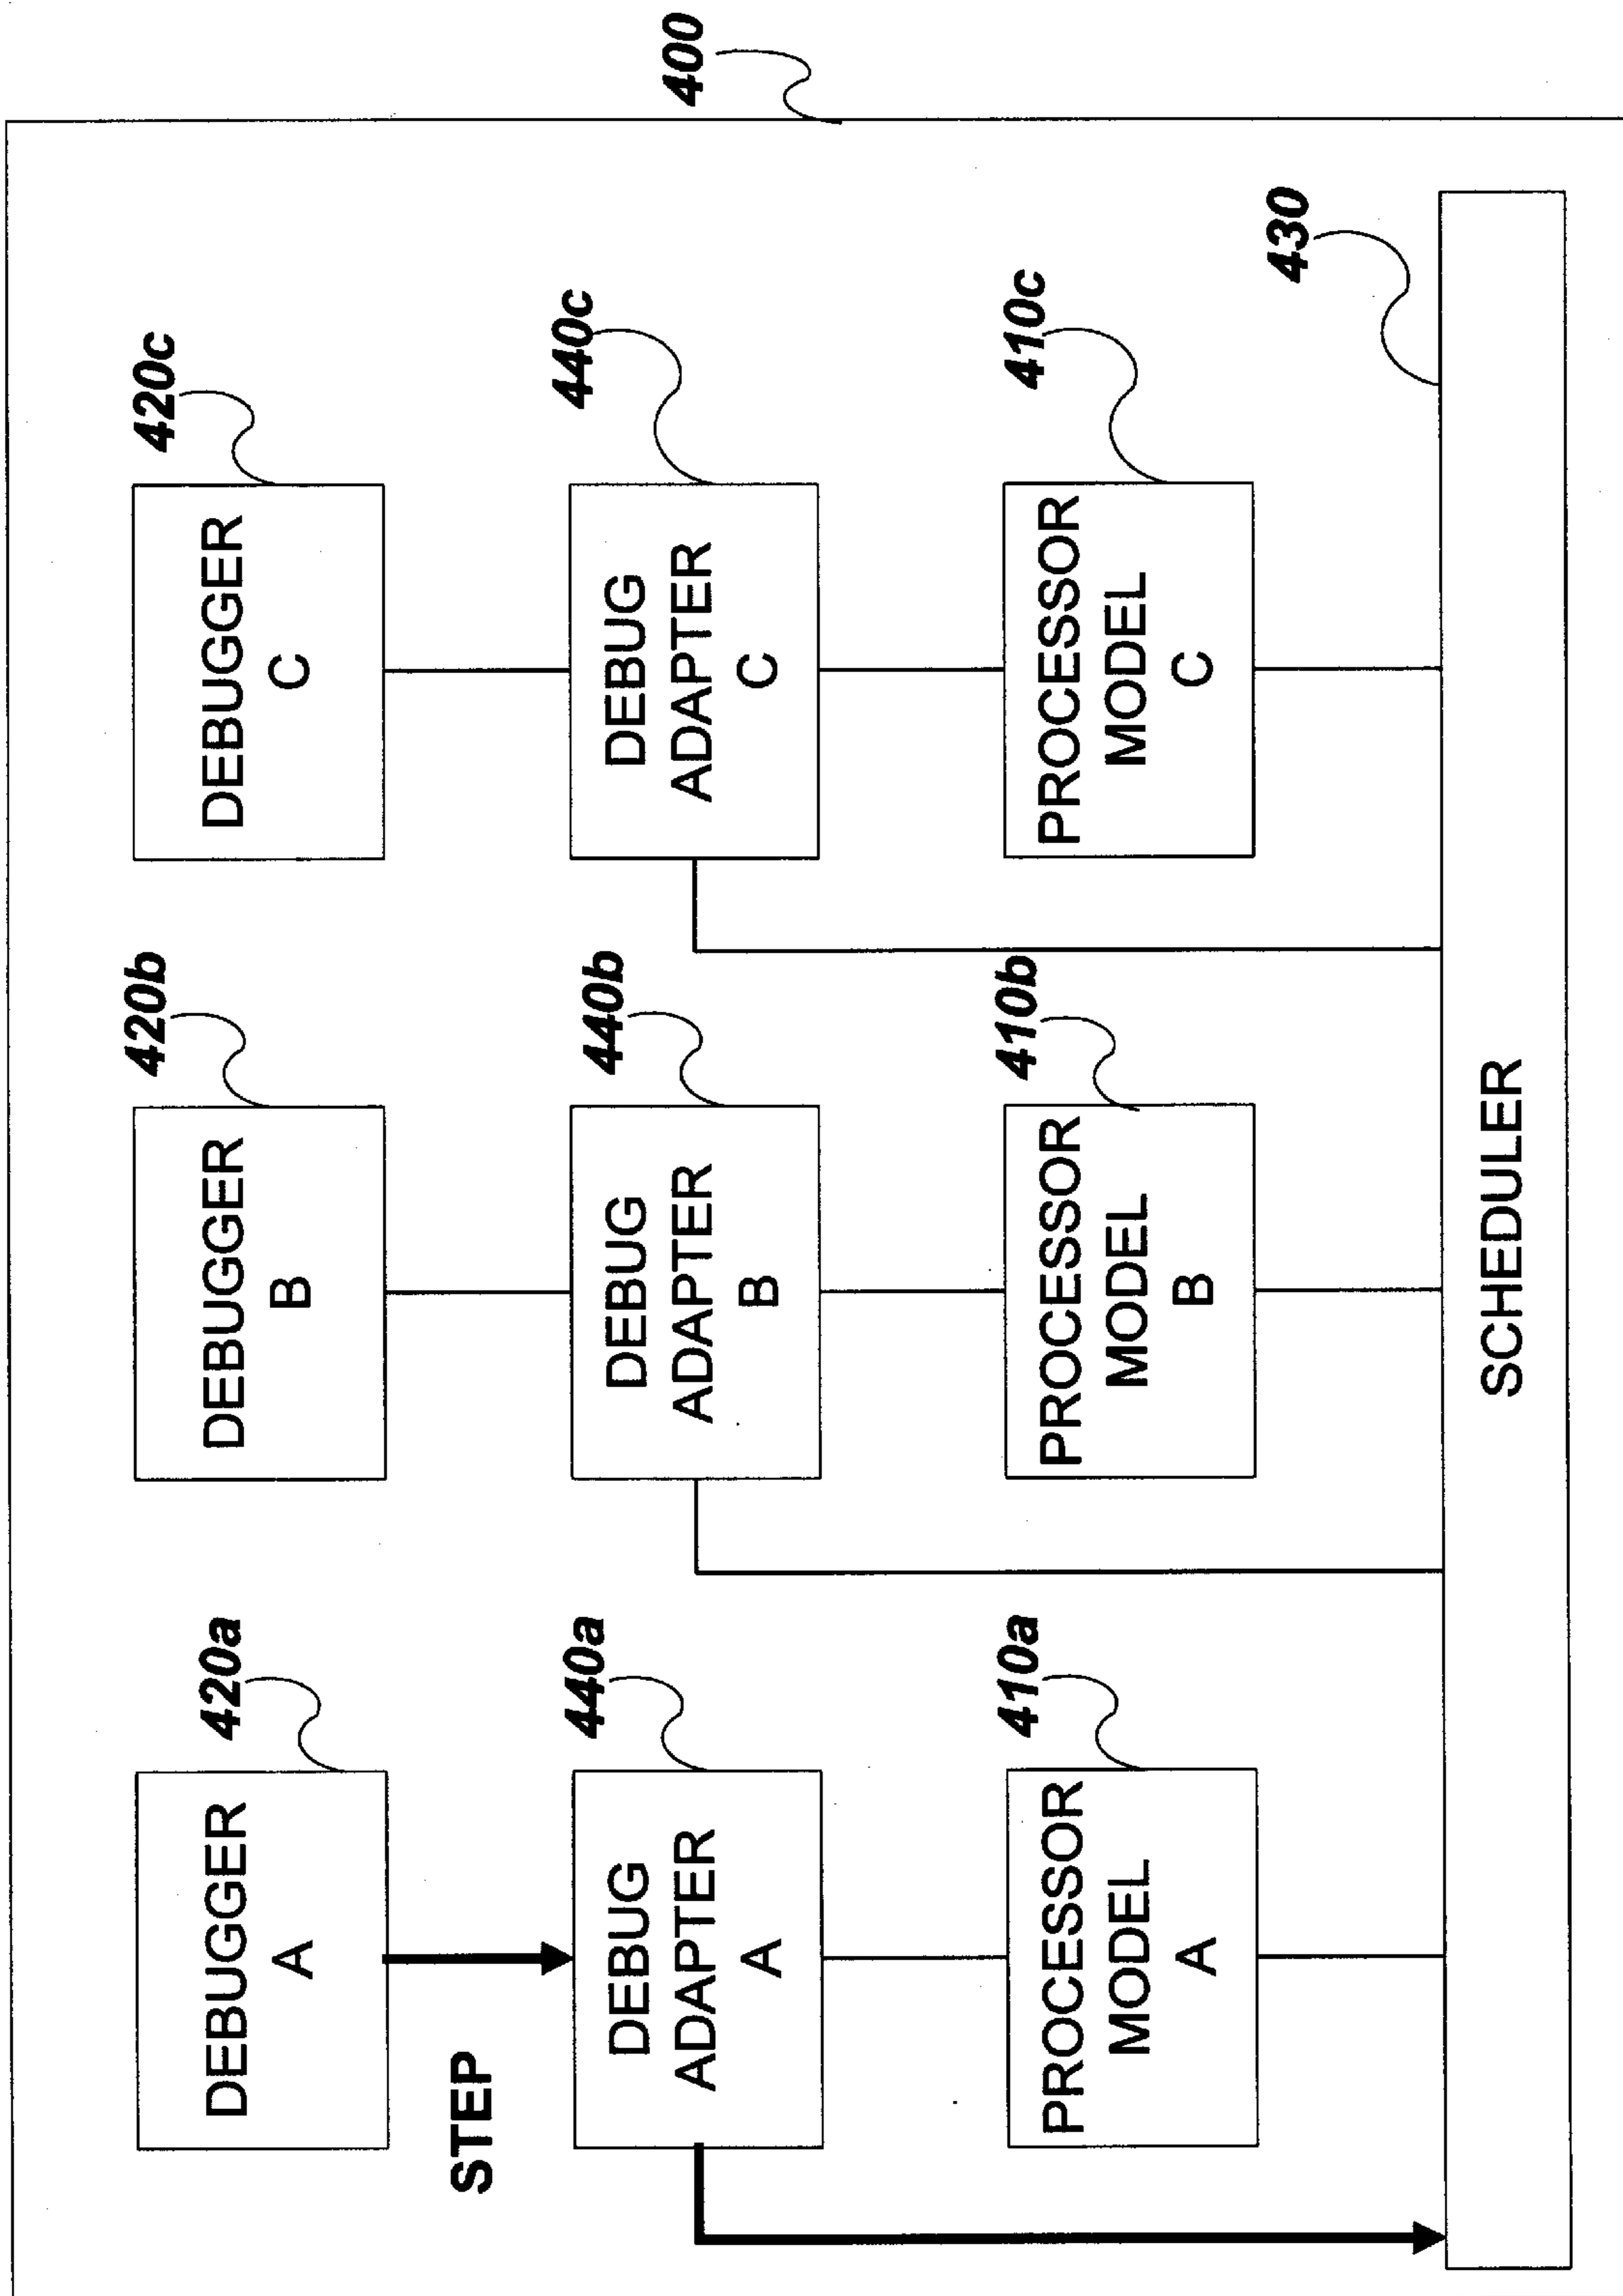 DEBUGGER
A
420a
DEBUGGER
B
420b
DEBUGGER
C
420c
STEP
DEBUG
ADAPTER
A
440a
DEBUG
ADAPTER
B
440b
DEBUG
ADAPTER
C
440c
400
PROCESSOR
MODEL
A
410a
PROCESSOR
MODEL
B
410b
PROCESSOR
MODEL
C
410c
430
SCHEDULER